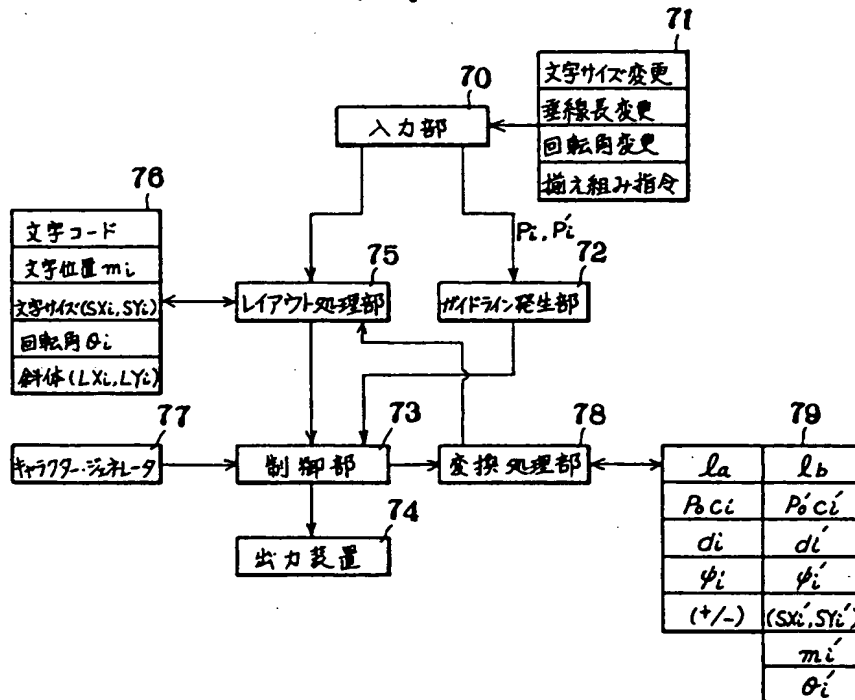 71
文字サイズ変更
垂線長変更
回転角変更
揃え組み指令
70
入力部
76
文字コード
文字位置 mi
文字サイズ(SXi, SYi)
回転角θi
斜体(LXi, LYi)
Pi, Pi′
75
レイアウト処理部
72
ガイドライン発生部
77
キャラクター・ジェネレータ
73
制御部
78
変換処理部
74
出力装置
79
la lb
P₀ci P₀′ci′
di di′
ψi ψi′
(+/-) (SXi′, SYi′)
mi′
θi′